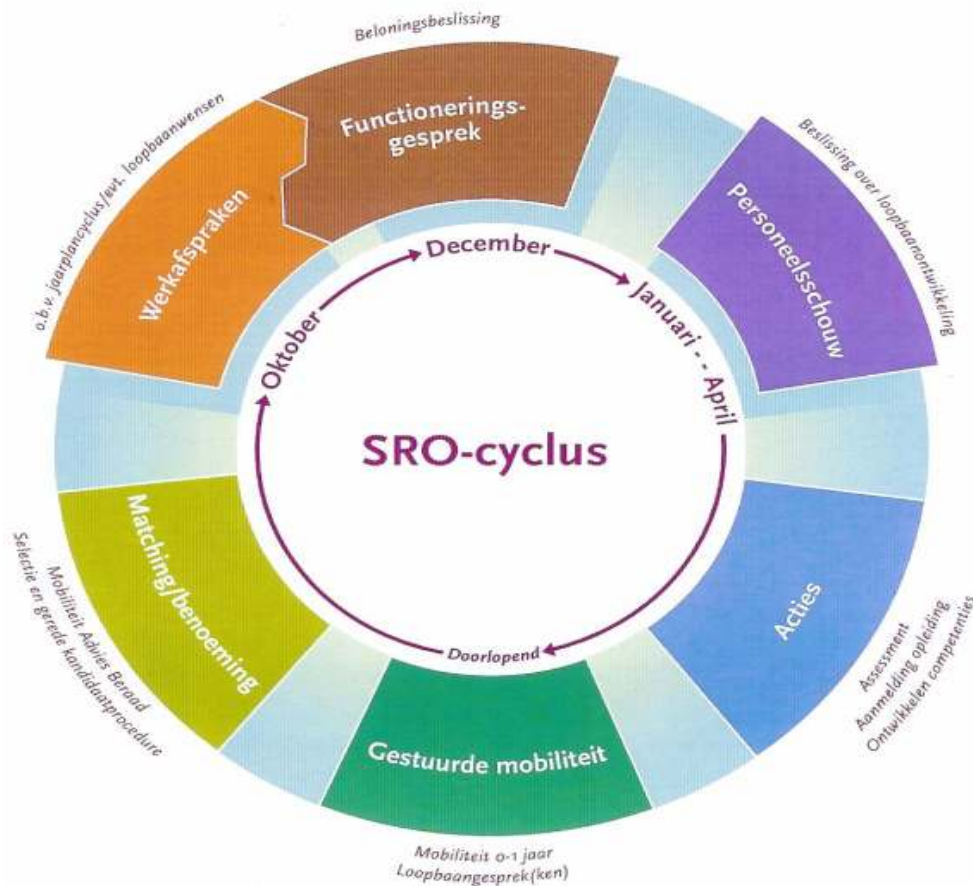 Beloningsbeslissing
Functionerings-
gesprek
Beslissing over loopbaanontwikkeling
Personeelsschouw
Assessment
Aanmelding opleiding
Ontwikkelen competenties
Acties
Gestuurde mobiliteit
Mobiliteit 0-1 jaar
Loopbaangesprek(ken)
Matching/benoeming
Mobiliteit Advies Beraad
Selectie en gerede kandidaatprocedure
Werkafspraken
o.b.v. jaarplancyclus/evt. loopbaanwensen
Oktober
December
Januari - - April
Doorlopend
SRO-cyclus